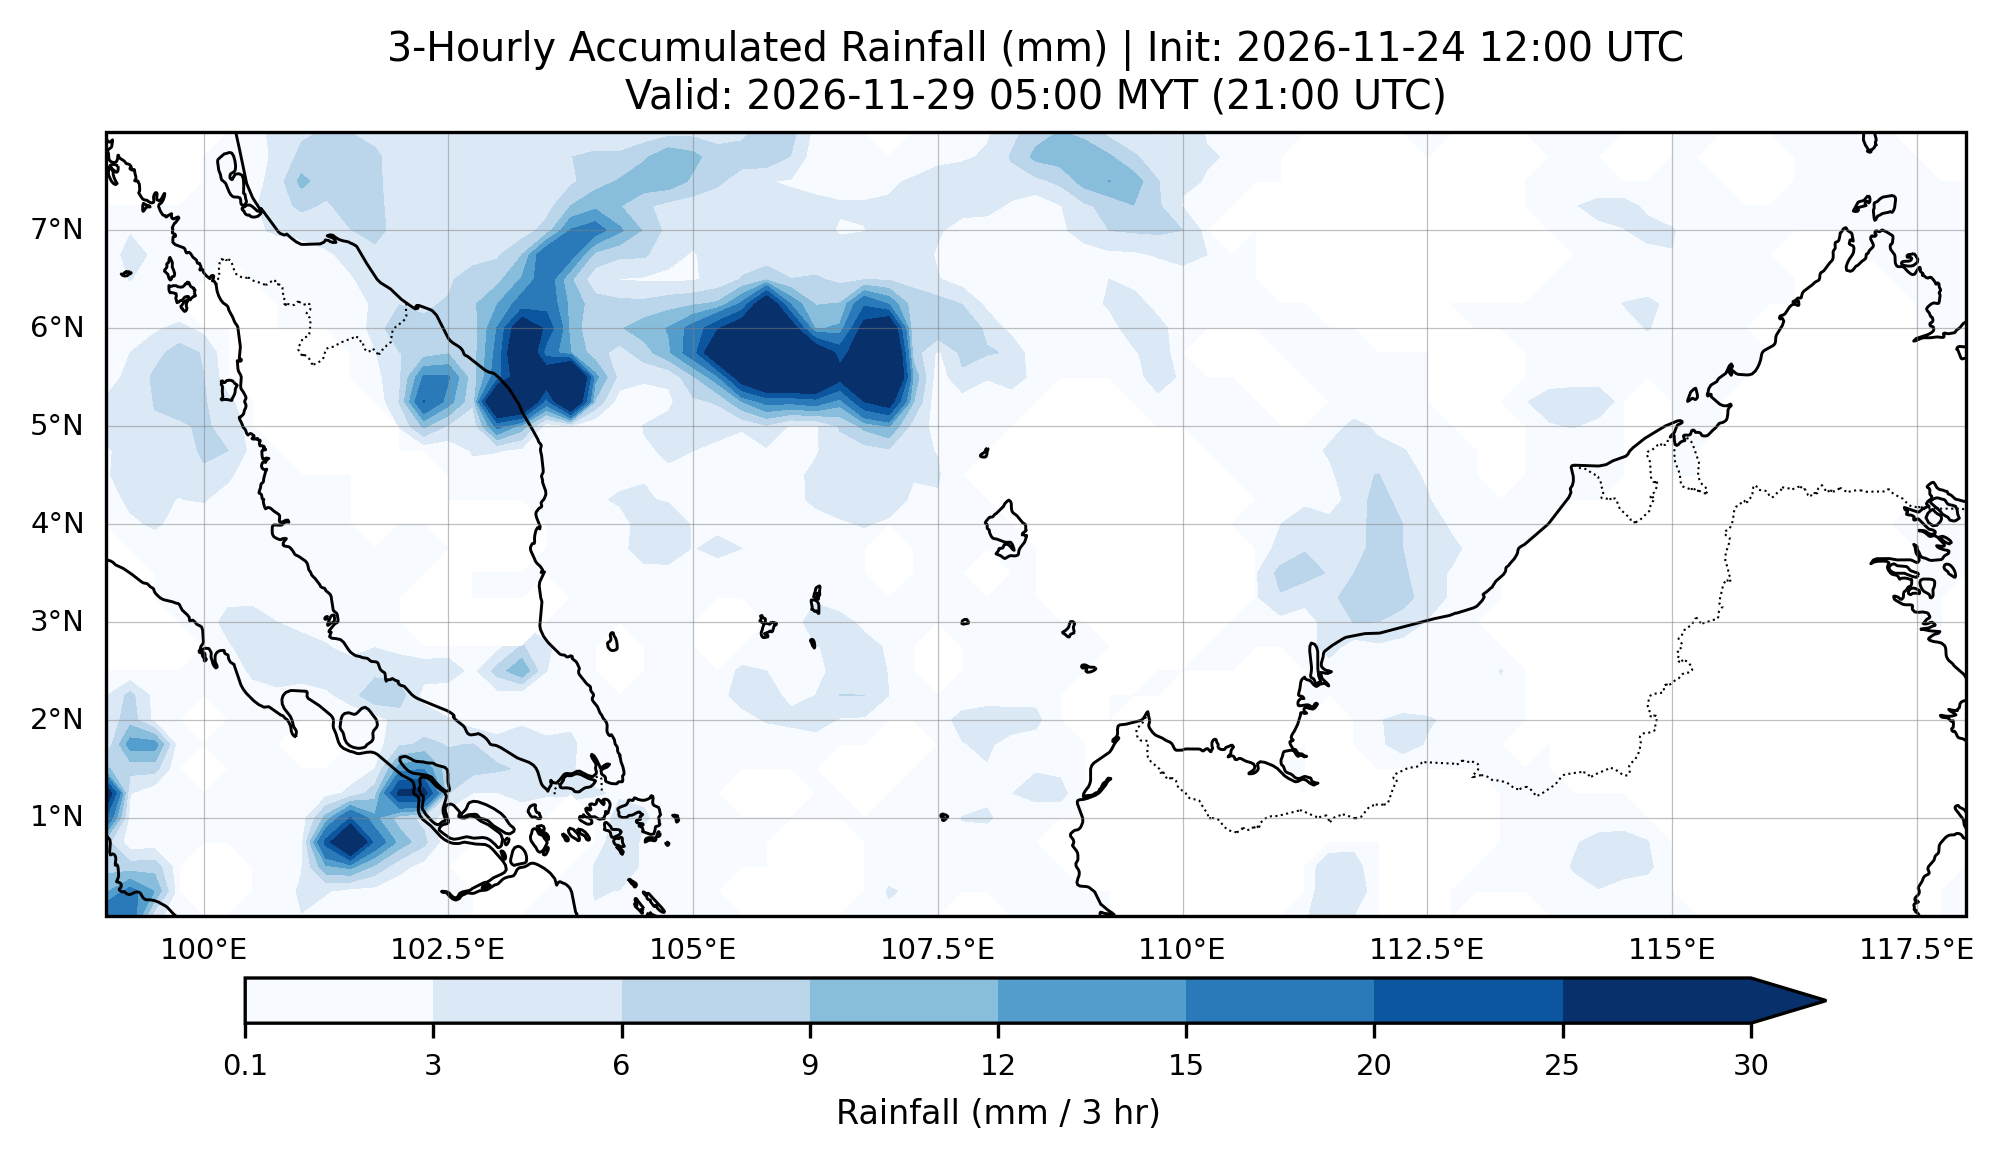 3-Hourly Accumulated Rainfall (mm) | Init: 2026-11-24 12:00 UTC
Valid: 2026-11-29 05:00 MYT (21:00 UTC)
7°N
6°N
5°N
4°N
3°N
2°N
1°N
100°E 102.5°E 105°E 107.5°E 110°E 112.5°E 115°E 117.5°E
0.1 3 6 9 12 15 20 25 30
Rainfall (mm / 3 hr)